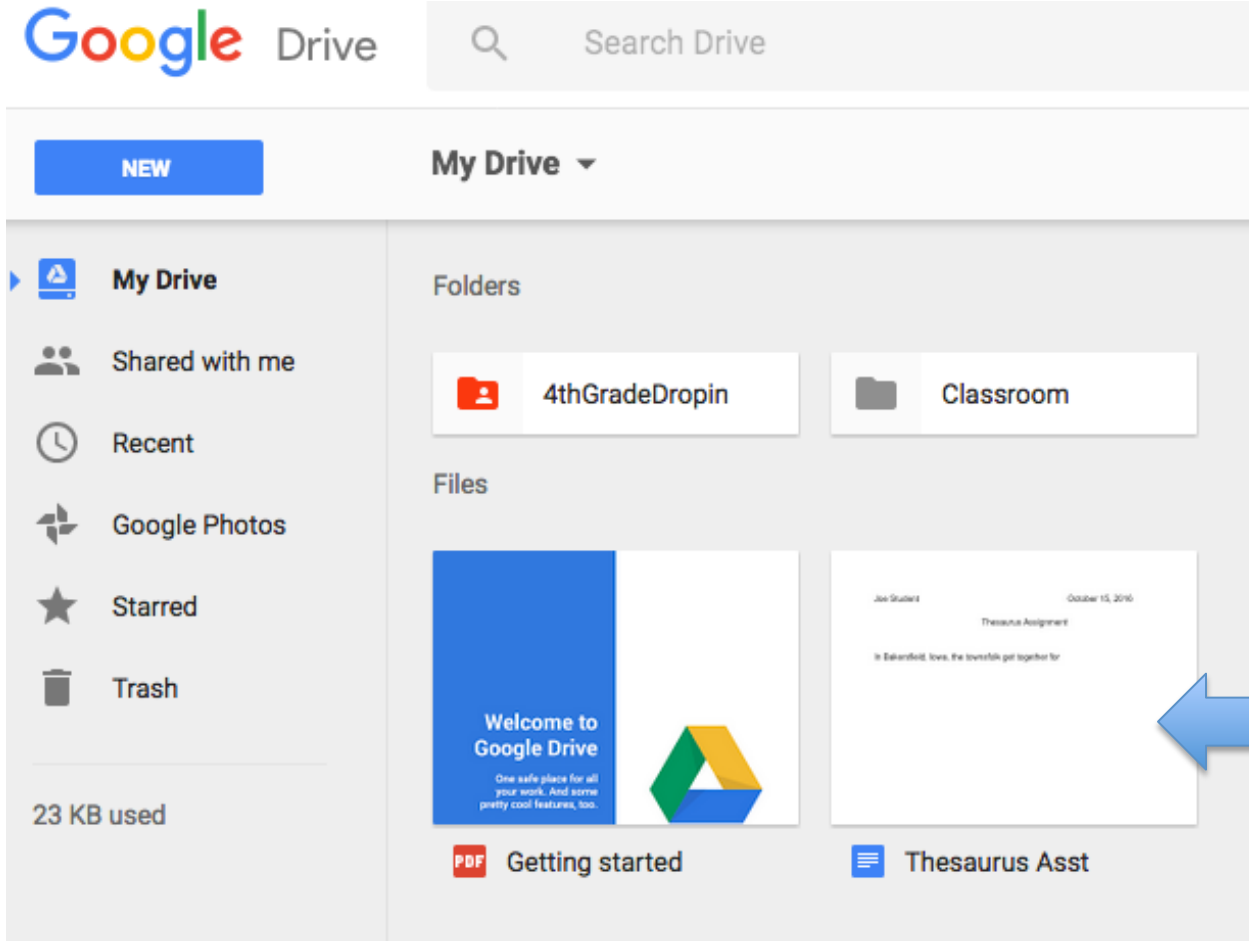 Google Drive
Search Drive
NEW
My Drive
My Drive
Shared with me
Recent
Google Photos
Starred
Trash
23 KB used
Folders
4thGradeDropin
Classroom
Files
Welcome to
Google Drive
One safe place for all
your work. And some
pretty cool features, too.
Joe Student October 15, 2016
Thesaurus Assignment
In Bakersfield, Iowa, the townsfolk get together for
PDF Getting started
Thesaurus Asst